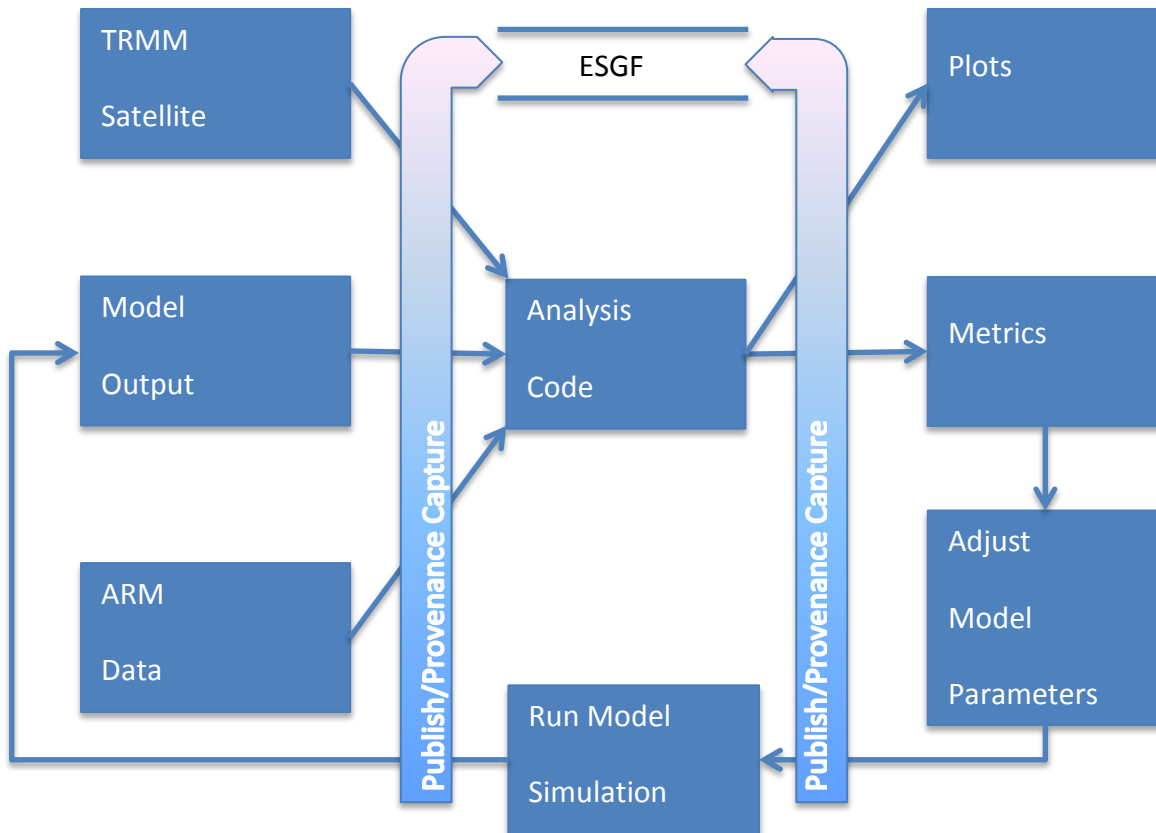 TRMM
Satellite
ESGF
Plots
Model
Output
Analysis
Code
Metrics
ARM
Data
Publish/Provenance Capture
Publish/Provenance Capture
Adjust
Model
Parameters
Run Model
Simulation